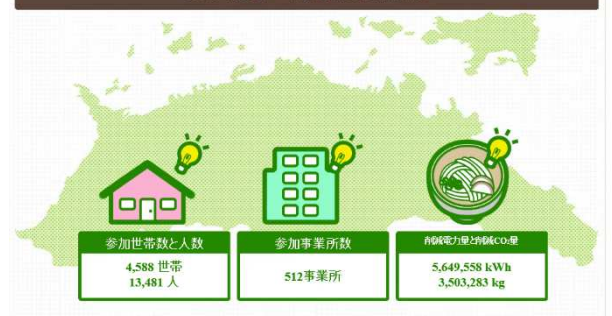 参加世帯数と人数
4,588 世帯
13,481 人
参加事業所数
512事業所
削減電力量と削減CO₂量
5,649,558 kWh
3,503,283 kg